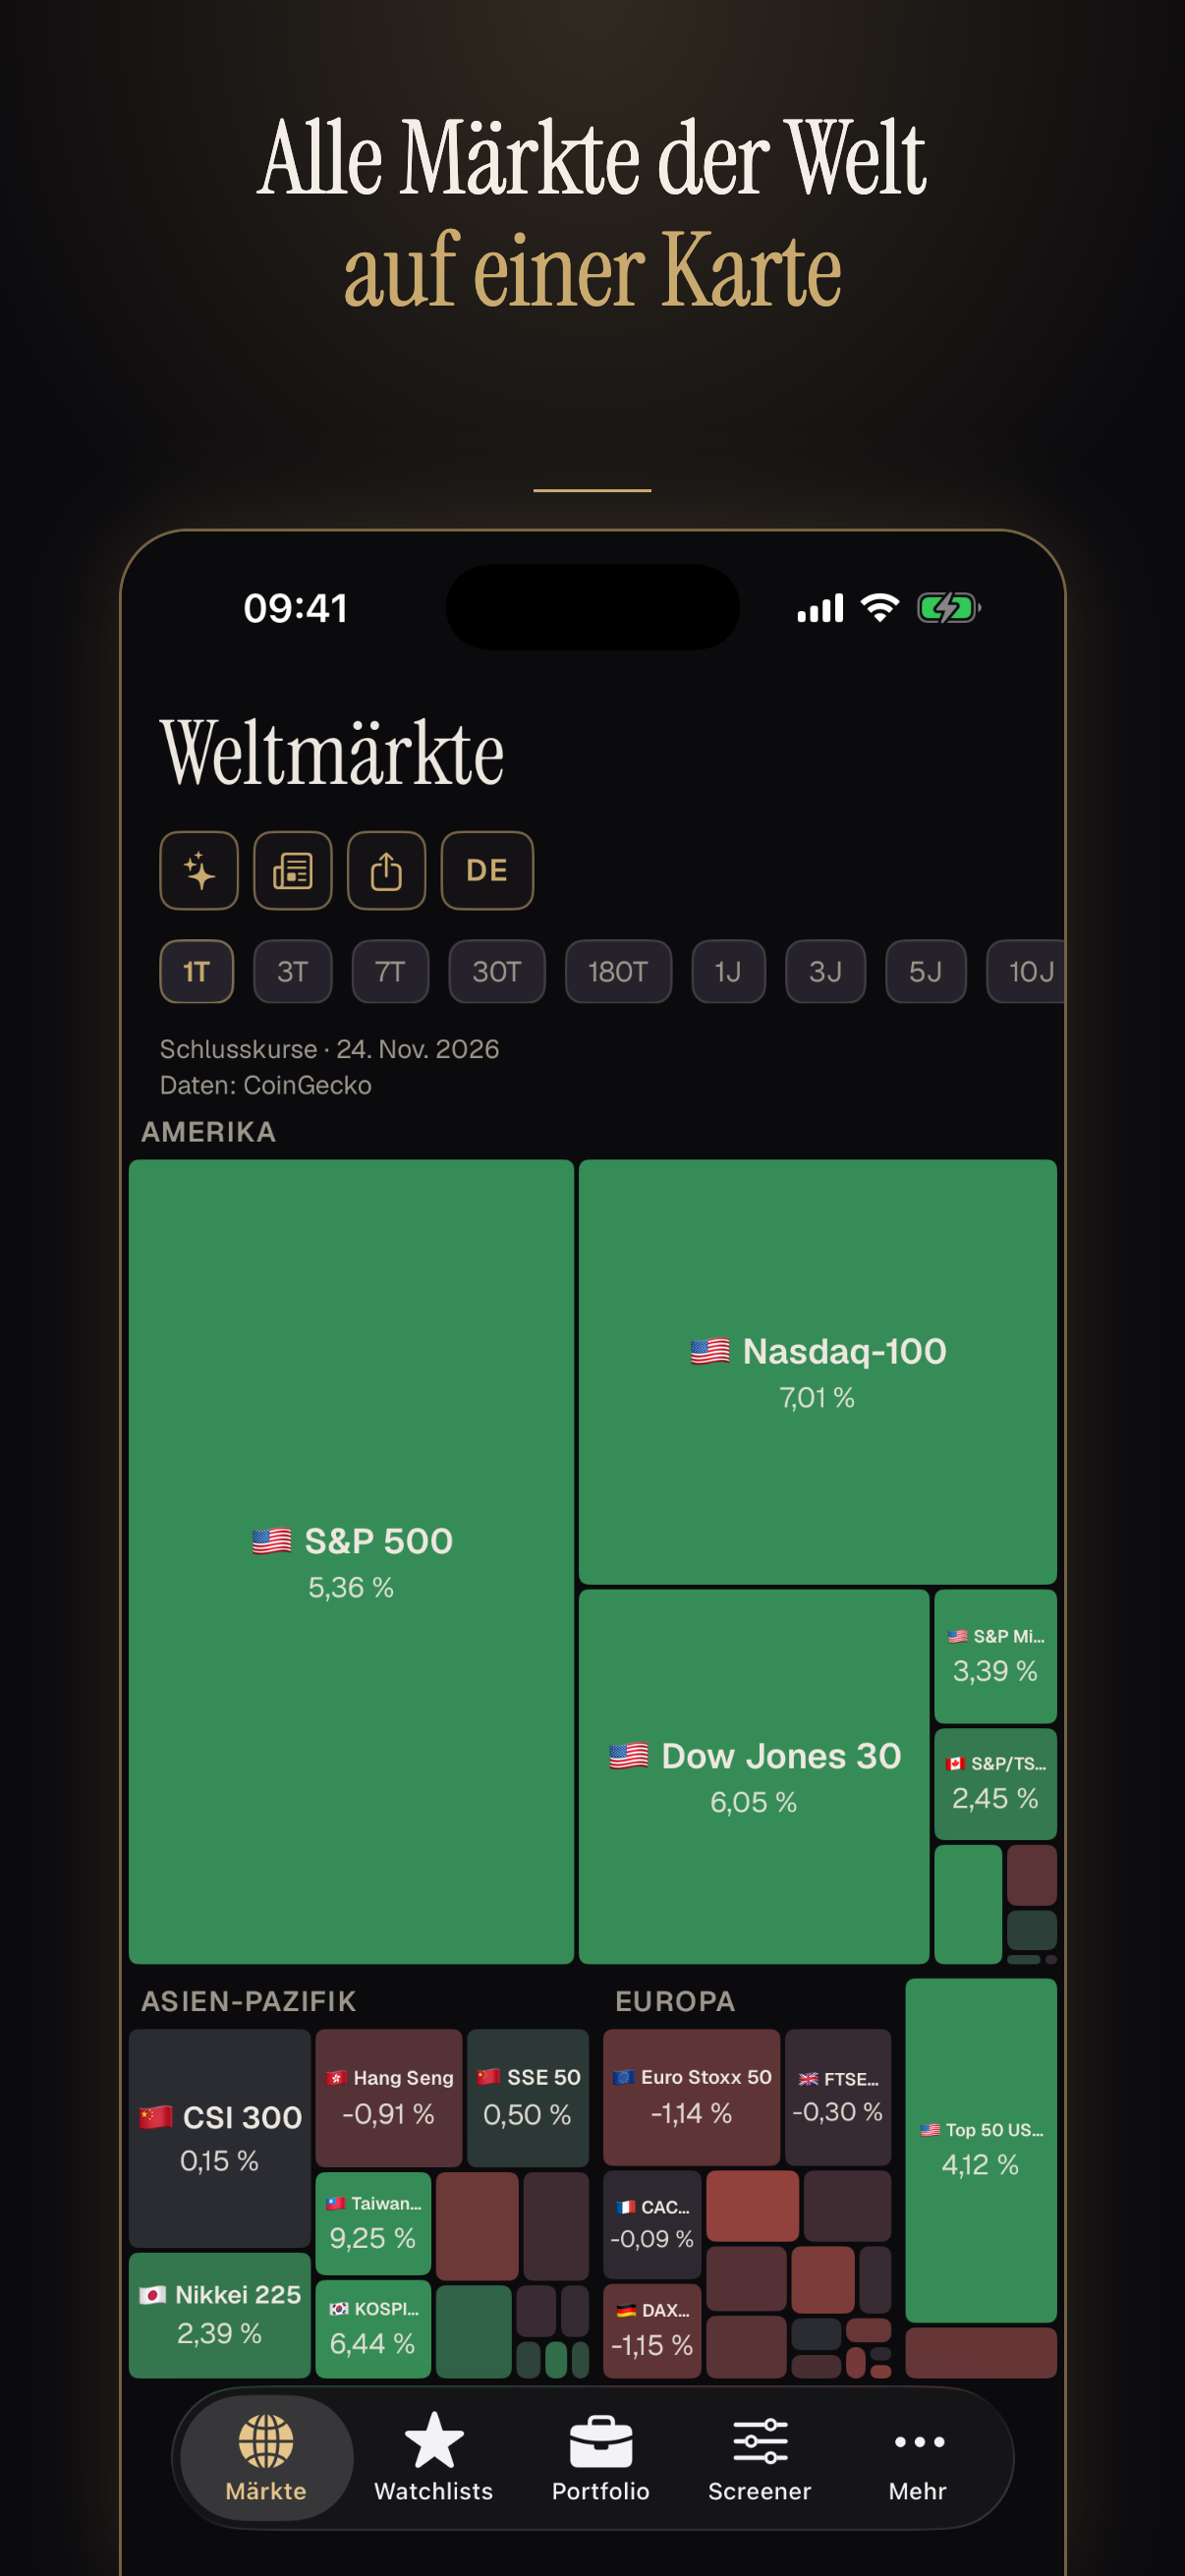 Alle Märkte der Welt
auf einer Karte
09:41
Weltmärkte
DE
1T 3T 7T 30T 180T 1J 3J 5J 10J
Schlusskurse · 24. Nov. 2026
Daten: CoinGecko
AMERIKA
S&P 500
5,36 %
Nasdaq-100
7,01 %
Dow Jones 30
6,05 %
S&P Mi...
3,39 %
S&P/TS...
2,45 %
ASIEN-PAZIFIK
CSI 300
0,15 %
Hang Seng
-0,91 %
SSE 50
0,50 %
Taiwan...
9,25 %
Nikkei 225
2,39 %
KOSPI...
6,44 %
EUROPA
Euro Stoxx 50
-1,14 %
FTSE...
-0,30 %
CAC...
-0,09 %
DAX...
-1,15 %
Top 50 US...
4,12 %
Märkte Watchlists Portfolio Screener Mehr